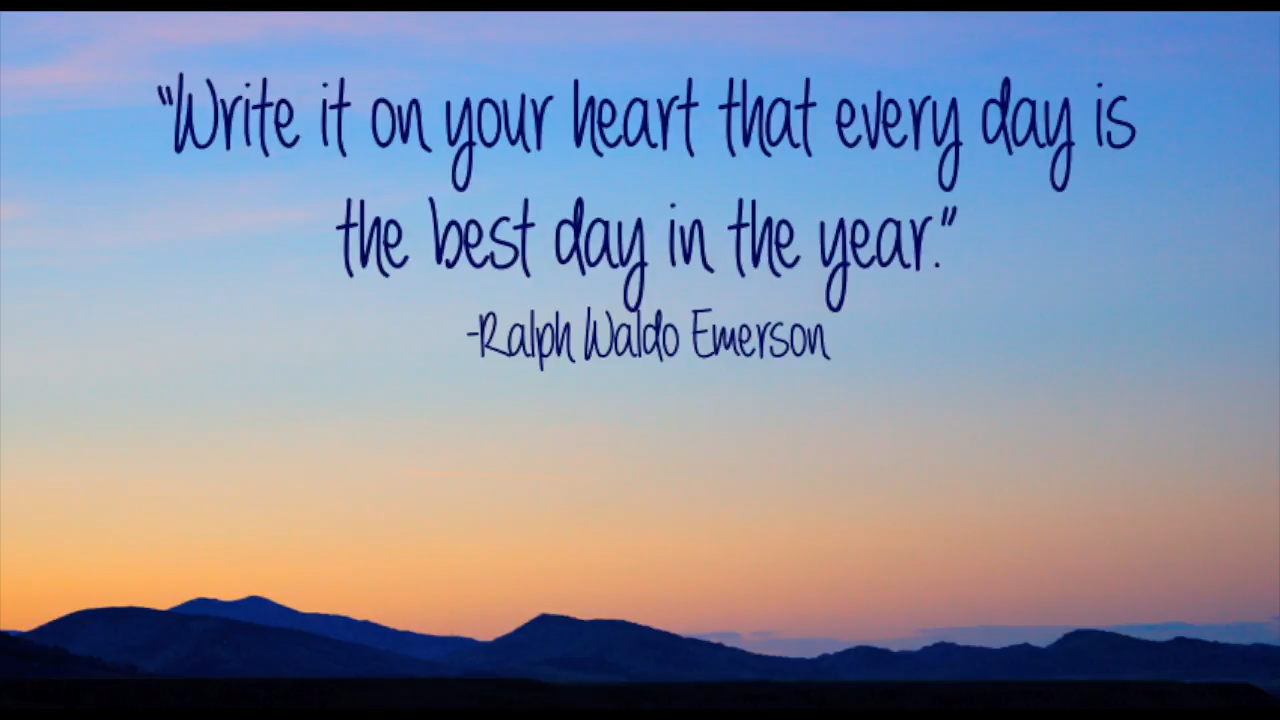 “Write it on your heart that every day is
the best day in the year.”
-Ralph Waldo Emerson